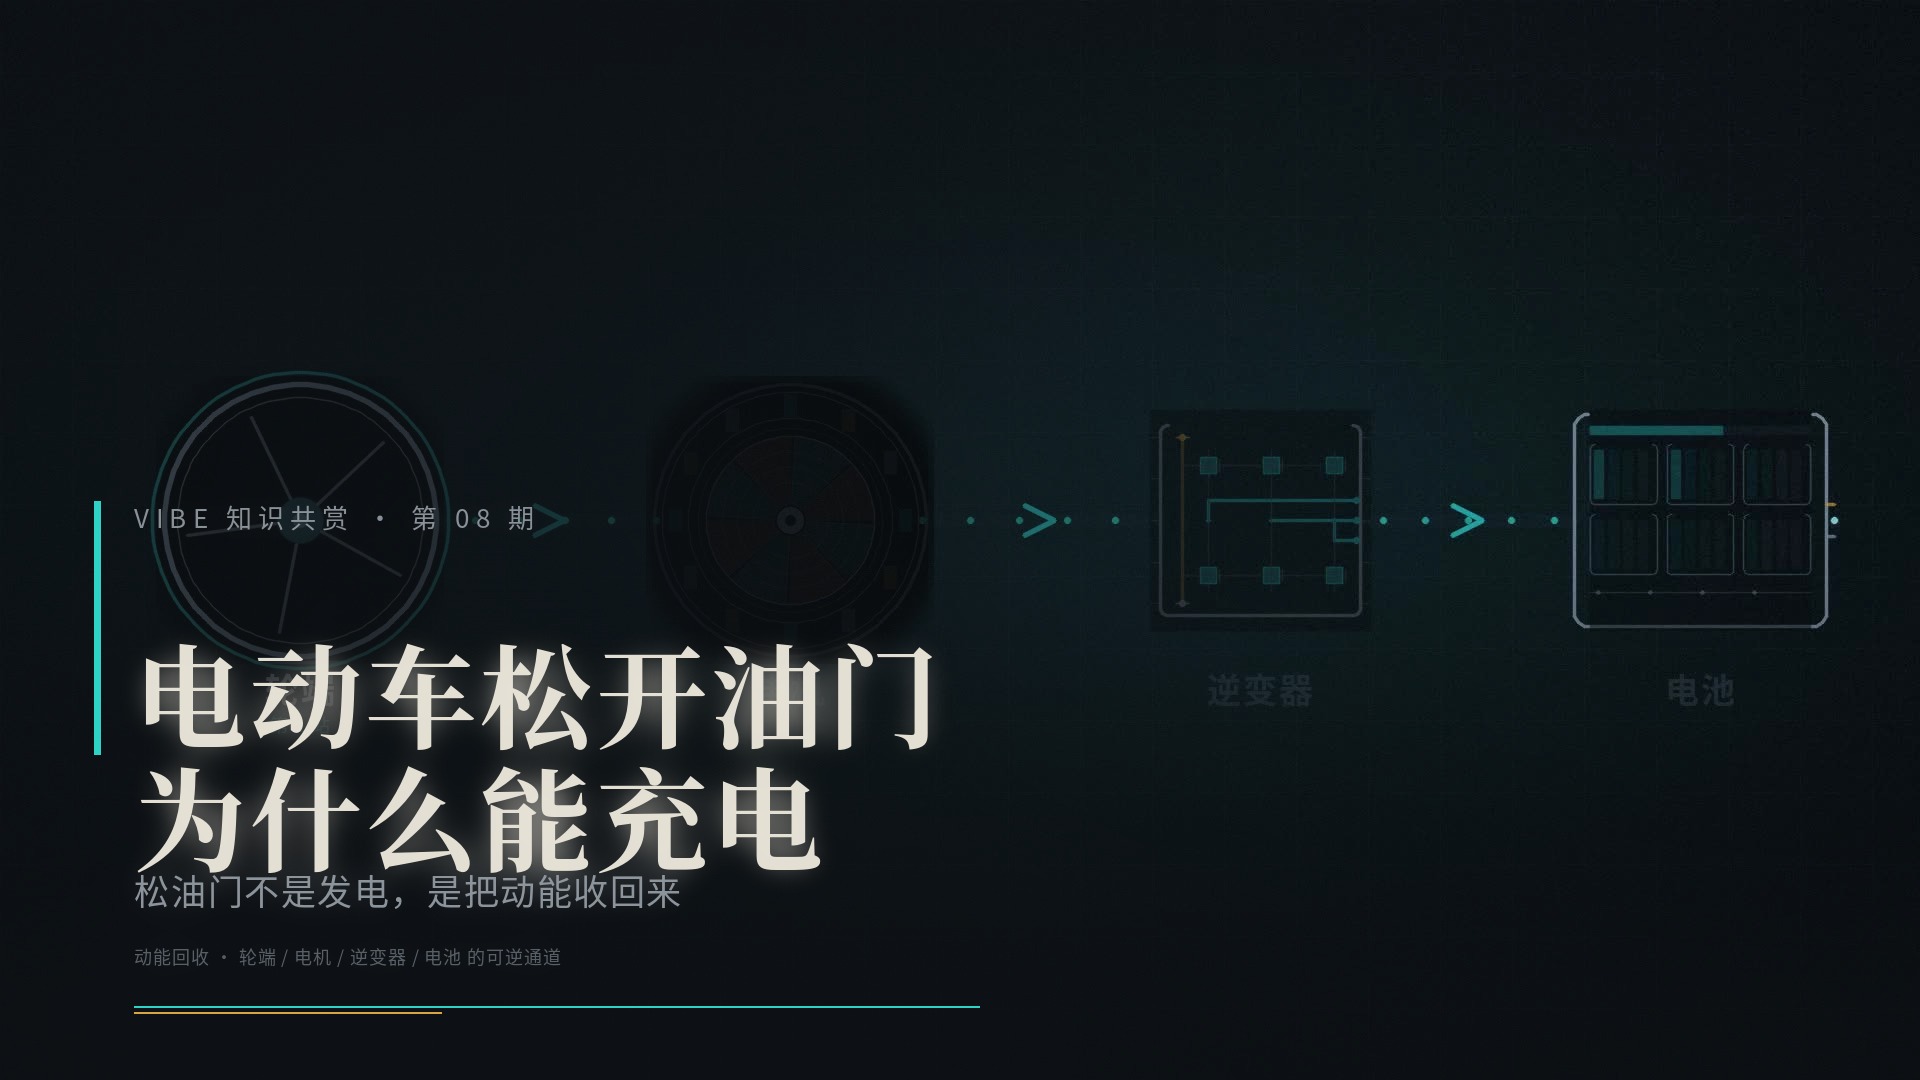 VIBE 知识共赏 · 第 08 期
电动车松开油门
为什么能充电
松油门不是发电，是把动能收回来
动能回收 · 轮端 / 电机 / 逆变器 / 电池 的可逆通道
逆变器
电池